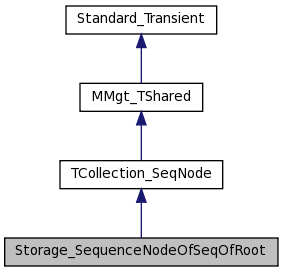 Standard_Transient
MMgt_TShared
TCollection_SeqNode
Storage_SequenceNodeOfSeqOfRoot